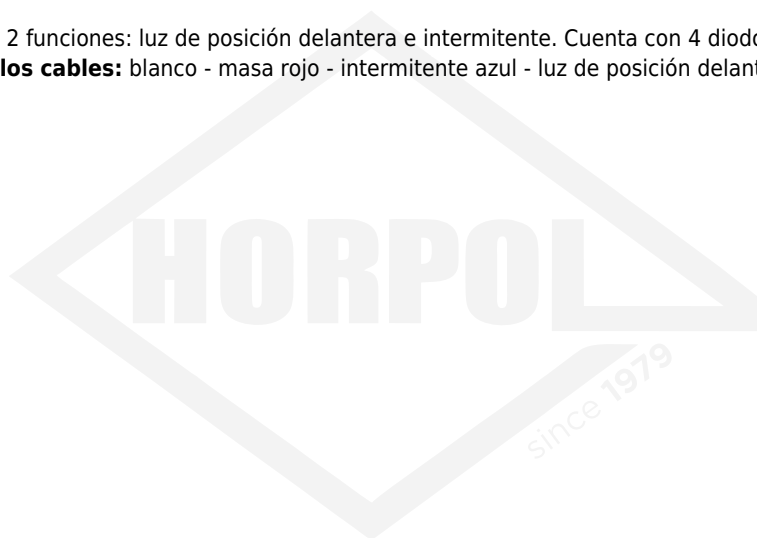 2 funciones: luz de posición delantera e intermitente. Cuenta con 4
los cables: blanco - masa rojo - intermitente azul - luz de posición
HORPOL
since 1979